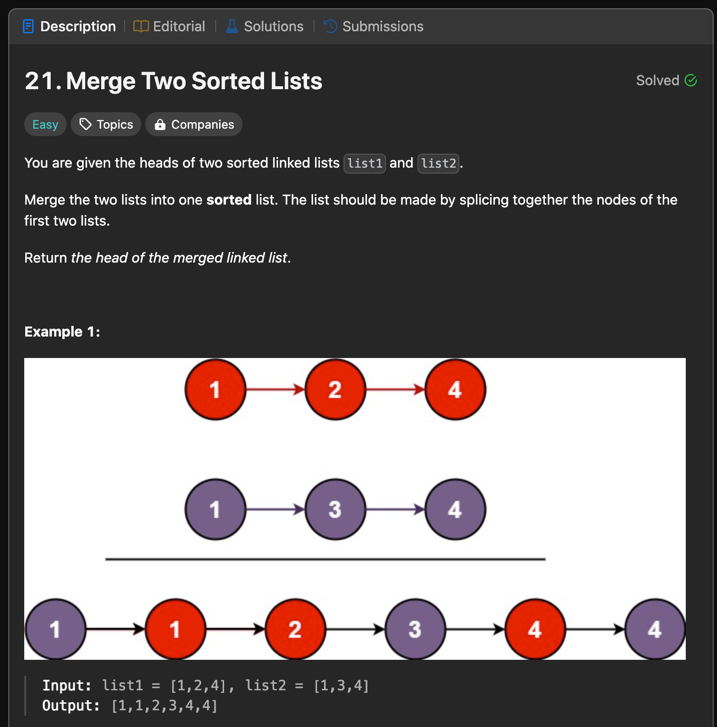 Description Editorial Solutions Submissions
21. Merge Two Sorted Lists Solved
Easy Topics Companies
You are given the heads of two sorted linked lists list1 and list2.
Merge the two lists into one sorted list. The list should be made by splicing together the nodes of the
first two lists.
Return the head of the merged linked list.
Example 1:
1 2 4
1 3 4
1 1 2 3 4 4
Input: list1 = [1,2,4], list2 = [1,3,4]
Output: [1,1,2,3,4,4]